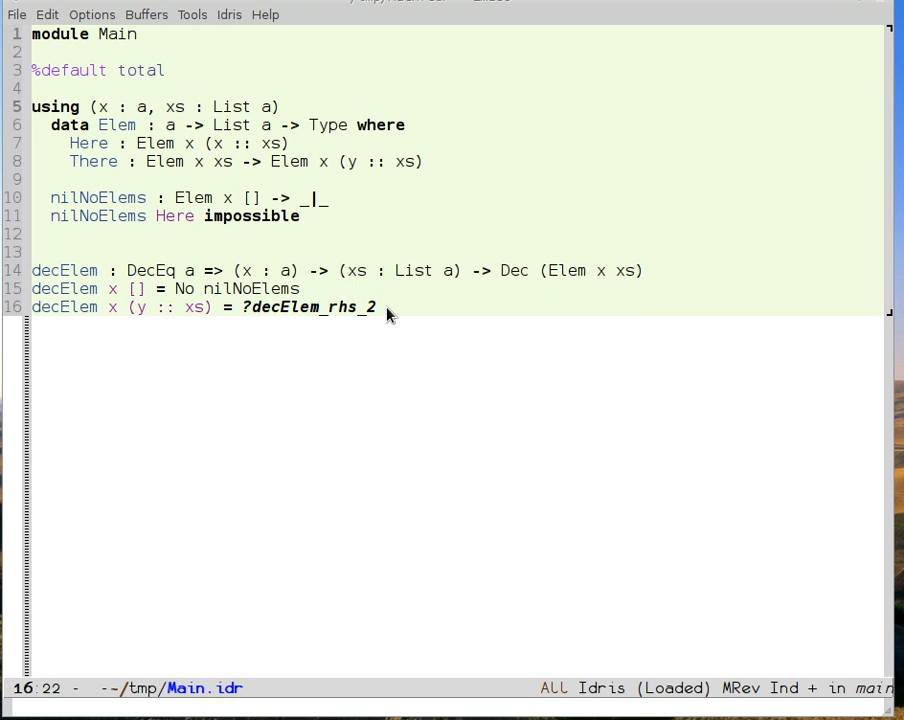 File Edit Options Buffers Tools Idris Help
1 module Main
2
3 %default total
4
5 using (x : a, xs : List a)
6   data Elem : a -> List a -> Type where
7     Here : Elem x (x :: xs)
8     There : Elem x xs -> Elem x (y :: xs)
9
10   nilNoElems : Elem x [] -> _|_
11   nilNoElems Here impossible
12
13
14 decElem : DecEq a => (x : a) -> (xs : List a) -> Dec (Elem x xs)
15 decElem x [] = No nilNoElems
16 decElem x (y :: xs) = ?decElem_rhs_2
16:22 - --/tmp/Main.idr All Idris (Loaded) MRev Ind + in main